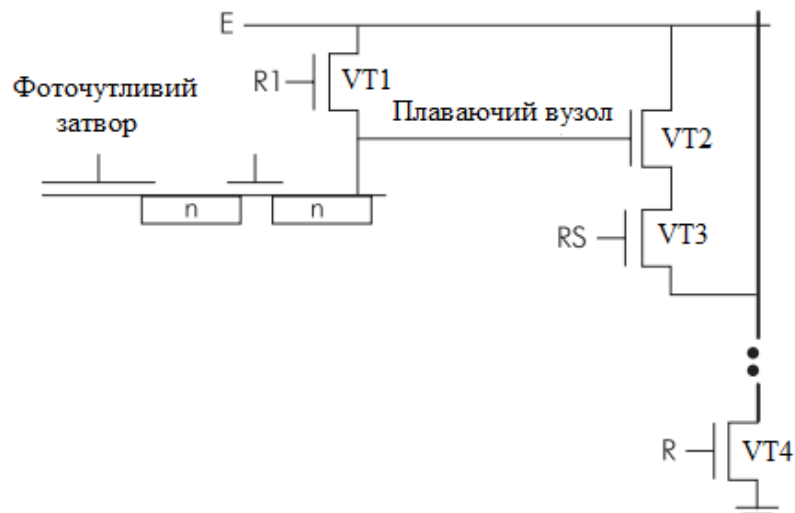 E
R1
VT1
Фоточутливий
затвор
Плаваючий вузол
VT2
n
n
RS
VT3
R
VT4